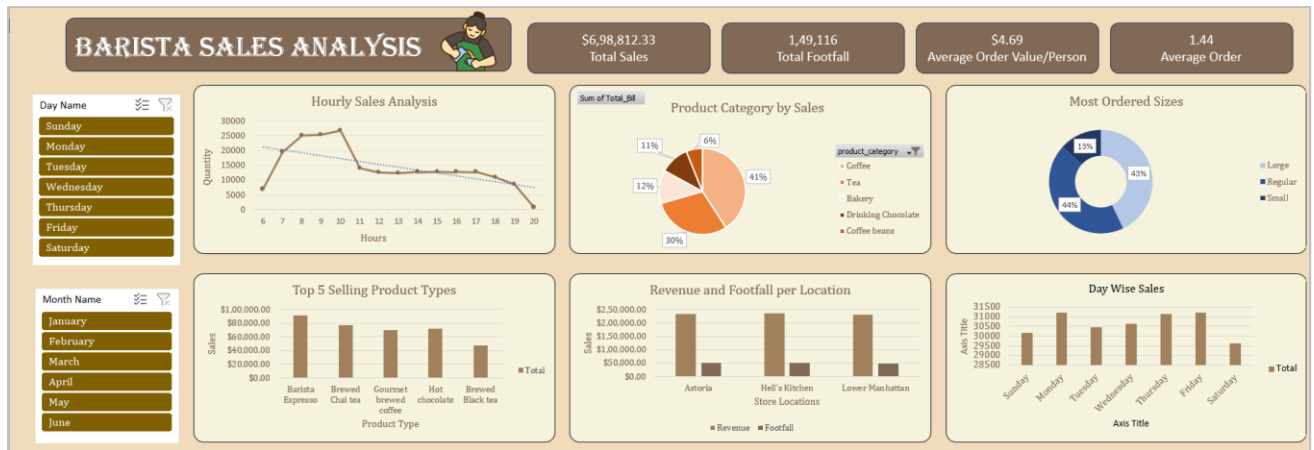 BARISTA SALES ANALYSIS
$6,98,812.33
Total Sales
1,49,116
Total Footfall
$4.69
Average Order Value/Person
1.44
Average Order
Day Name
Sunday
Monday
Tuesday
Wednesday
Thursday
Friday
Saturday
Month Name
January
February
March
April
May
June
Hourly Sales Analysis
Quantity
30000
25000
20000
15000
10000
5000
0
6 7 8 9 10 11 12 13 14 15 16 17 18 19 20
Hours
Sum of Total_Bill
Product Category by Sales
11%
6%
12%
41%
30%
product_category
Coffee
Tea
Bakery
Drinking Chocolate
Coffee beans
Most Ordered Sizes
13%
43%
44%
Large
Regular
Small
Top 5 Selling Product Types
Sales
$1,00,000.00
$80,000.00
$60,000.00
$40,000.00
$20,000.00
$0.00
Barista Espresso
Brewed Chai tea
Gourmet brewed coffee
Hot chocolate
Brewed Black tea
Product Type
Total
Revenue and Footfall per Location
Sales
$2,50,000.00
$2,00,000.00
$1,50,000.00
$1,00,000.00
$50,000.00
$0.00
Astoria Hell's Kitchen Lower Manhattan
Store Locations
Revenue Footfall
Day Wise Sales
Axis Title
31500
31000
30500
30000
29500
29000
28500
Sunday Monday Tuesday Wednesday Thursday Friday Saturday
Axis Title
Total